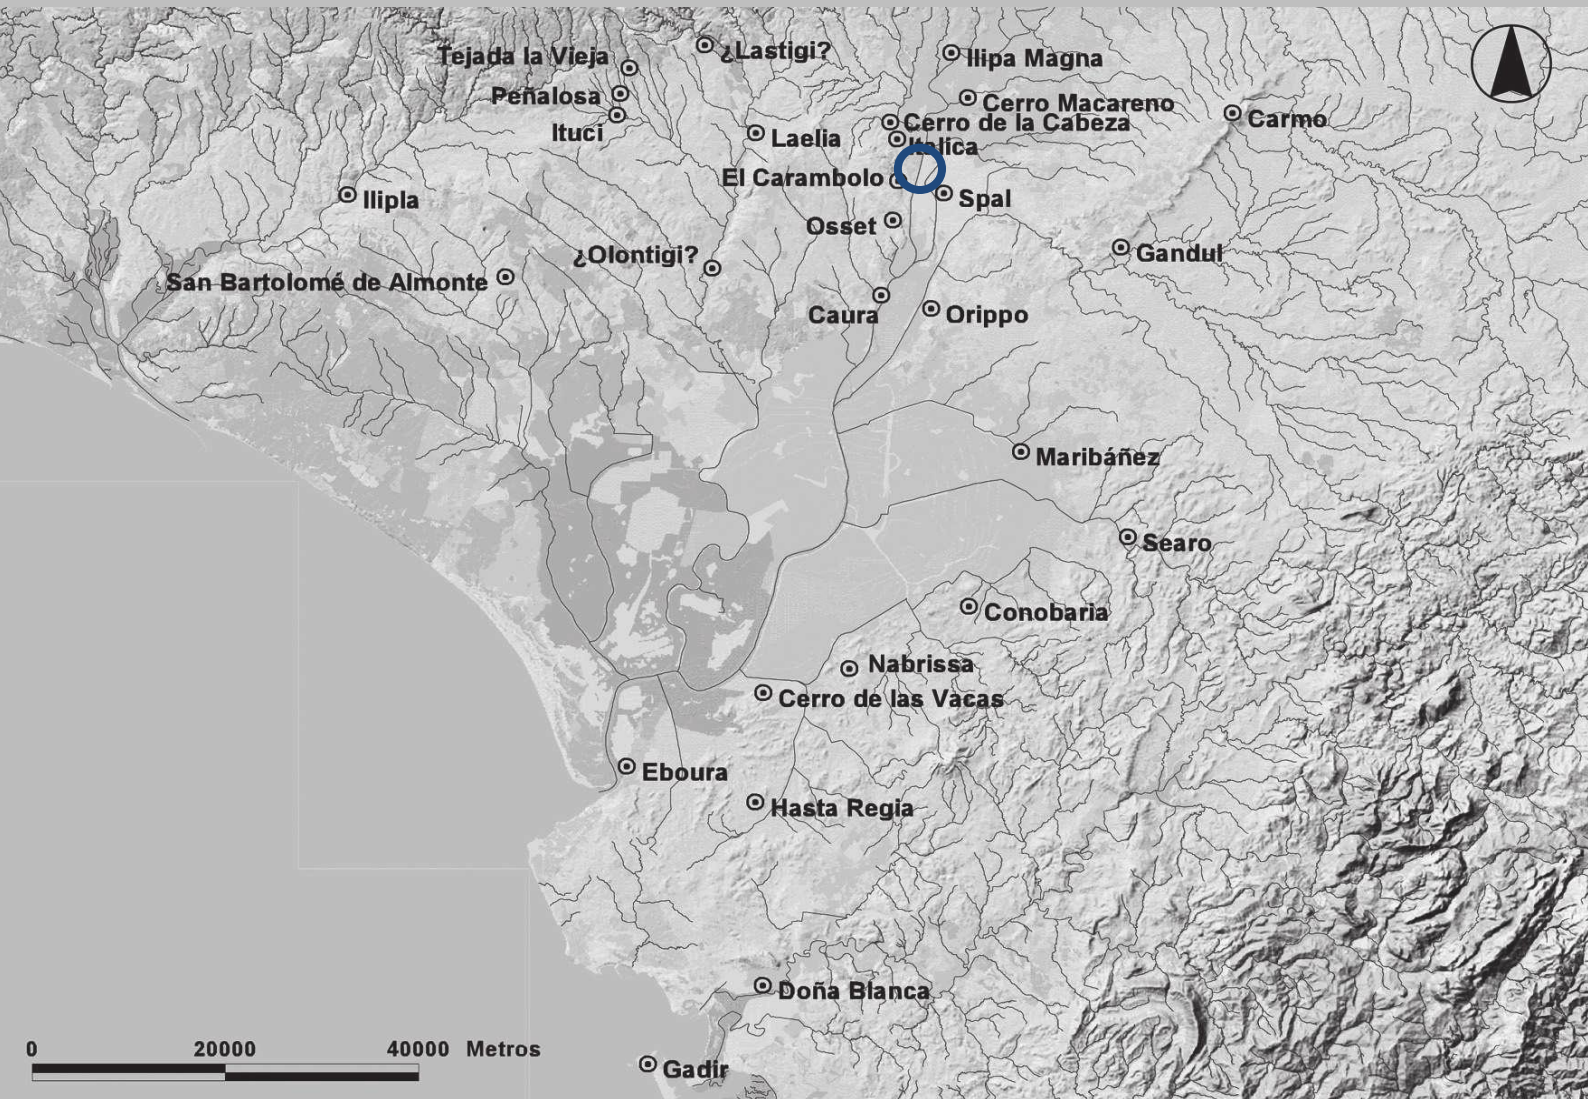 Tejada la Vieja
¿Lastigi?
Ilipa Magna
Peñalosa
Cerro Macareno
Carmo
Ituci
Laelia
Cerro de la Cabeza
Italica
El Carambolo
Ilipla
Spal
Osset
¿Olontigi?
Gandul
San Bartolomé de Almonte
Caura
Orippo
Maribáñez
Searo
Conobaria
Nabrissa
Cerro de las Vacas
Eboura
Hasta Regia
Doña Blanca
0 20000 40000 Metros
Gadir